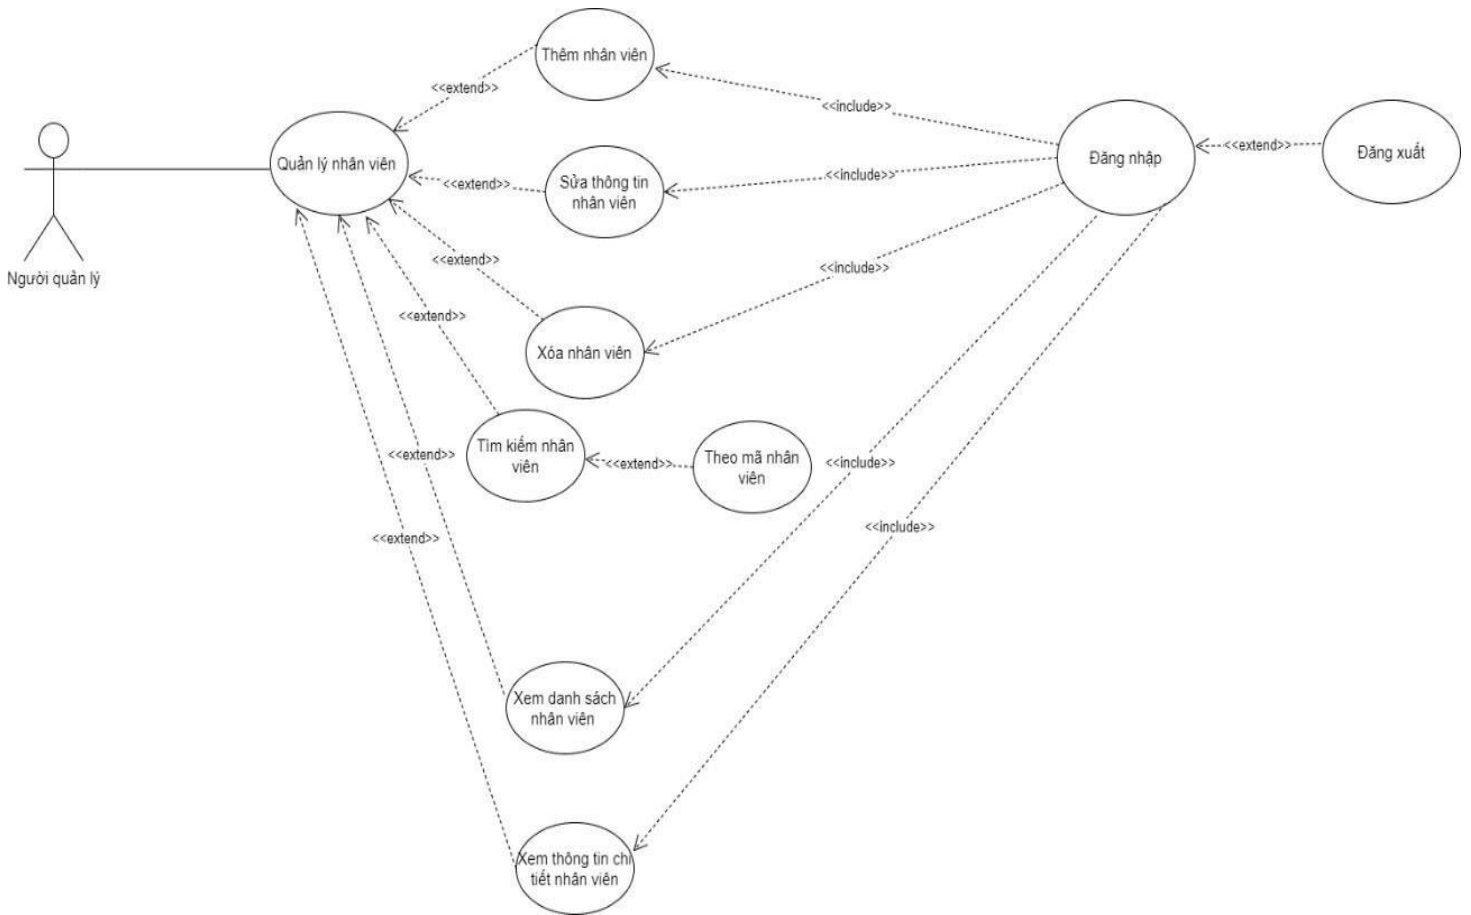 Thêm nhân viên
<<extend>>
<<include>>
Quản lý nhân viên
Đăng nhập
<<extend>>
Đăng xuất
<<extend>>
Sửa thông tin
nhân viên
<<include>>
Người quản lý
<<extend>>
<<include>>
<<extend>>
Xóa nhân viên
Tìm kiếm nhân
viên
<<extend>>
<<extend>>
Theo mã nhân
viên
<<include>>
<<extend>>
<<include>>
Xem danh sách
nhân viên
Xem thông tin chi
tiết nhân viên